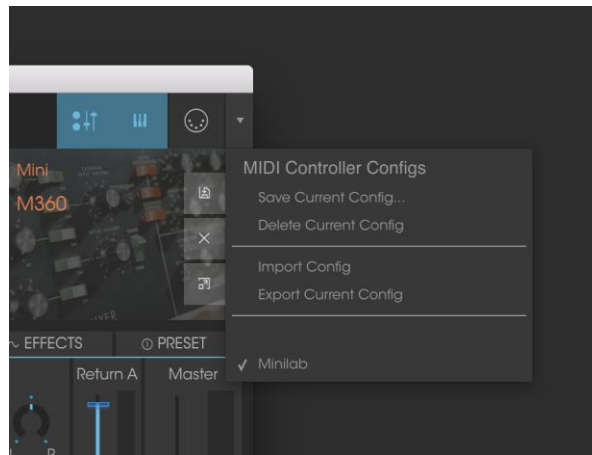 Mini
M360
MIDI Controller Configs
Save Current Config...
Delete Current Config
Import Config
Export Current Config
EFFECTS
PRESET
Return A
Master
✓ Minilab
R